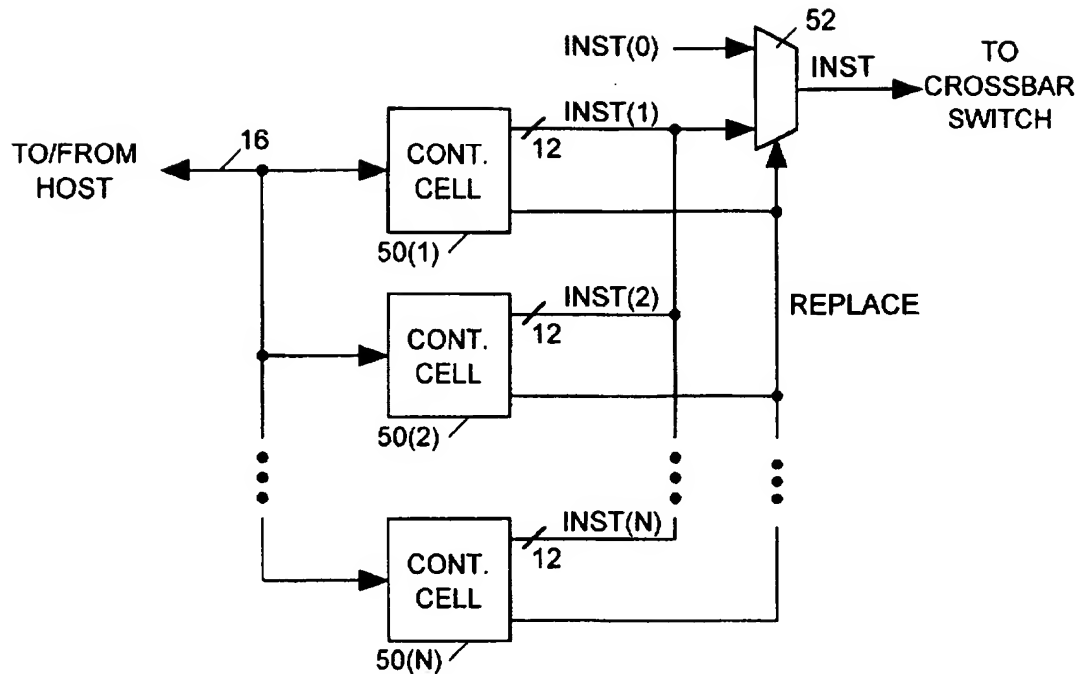 52
INST(0)
INST
TO
CROSSBAR
SWITCH
INST(1)
12
16
TO/FROM
HOST
CONT.
CELL
50(1)
INST(2)
12
REPLACE
CONT.
CELL
50(2)
INST(N)
12
CONT.
CELL
50(N)